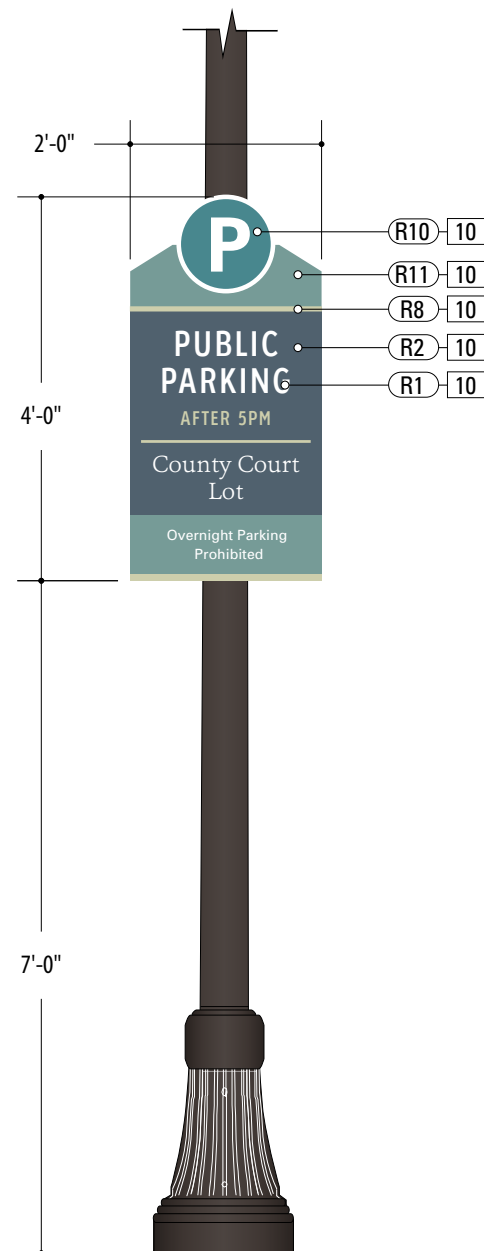 2'-0"
P
R10 10
R11 10
R8 10
R2 10
R1 10
PUBLIC
PARKING
AFTER 5PM
4'-0"
County Court
Lot
Overnight Parking
Prohibited
7'-0"